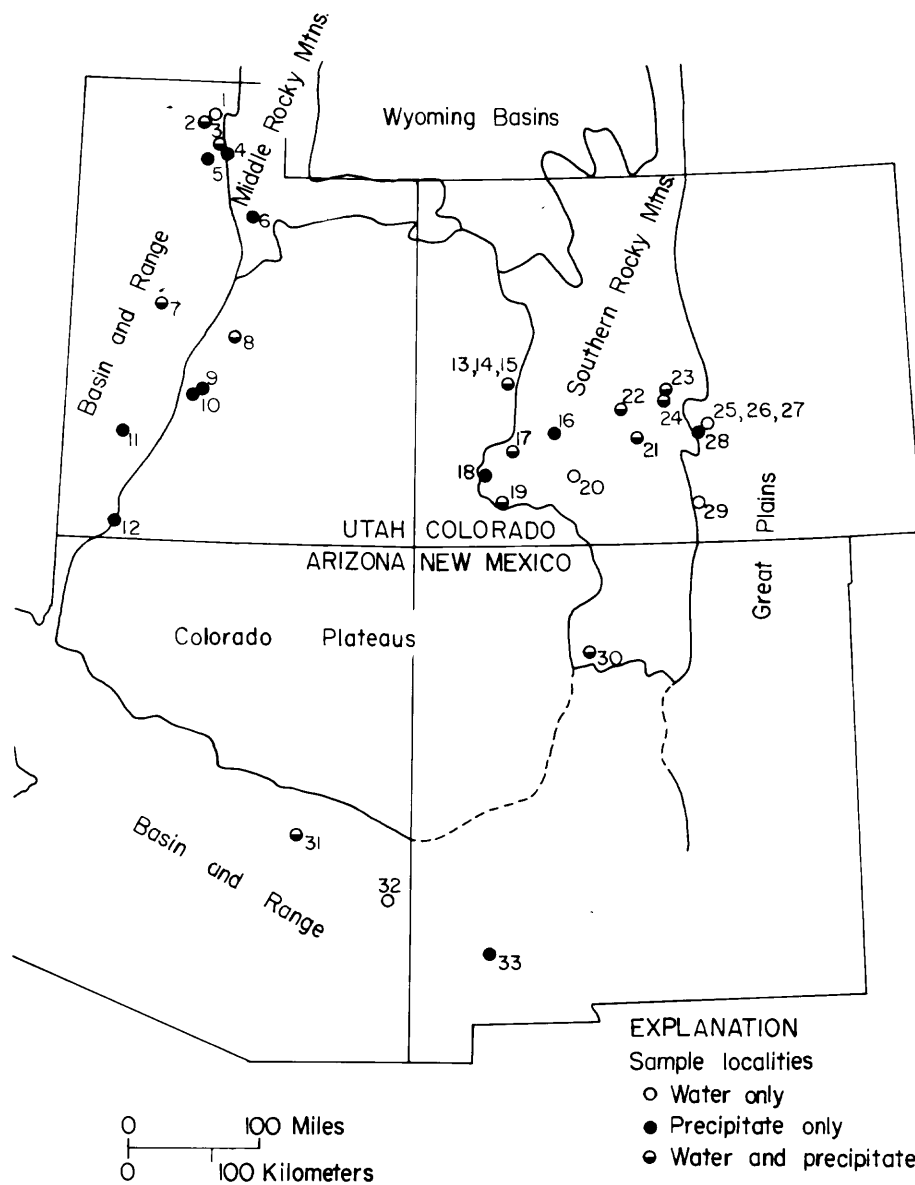 Middle Rocky Mtns.
Wyoming Basins
1
2
3
4
5
6
Southern Rocky Mtns.
Basin and Range
7
8
9
10
11
12
13,14,15
16
17
18
19
20
21
22
23
24
25, 26, 27
28
29
Great Plains
UTAH COLORADO
ARIZONA NEW MEXICO
Colorado Plateaus
30
31
32
33
Basin and Range
EXPLANATION
Sample localities
Water only
Precipitate only
Water and precipitate
0 100 Miles
0 100 Kilometers